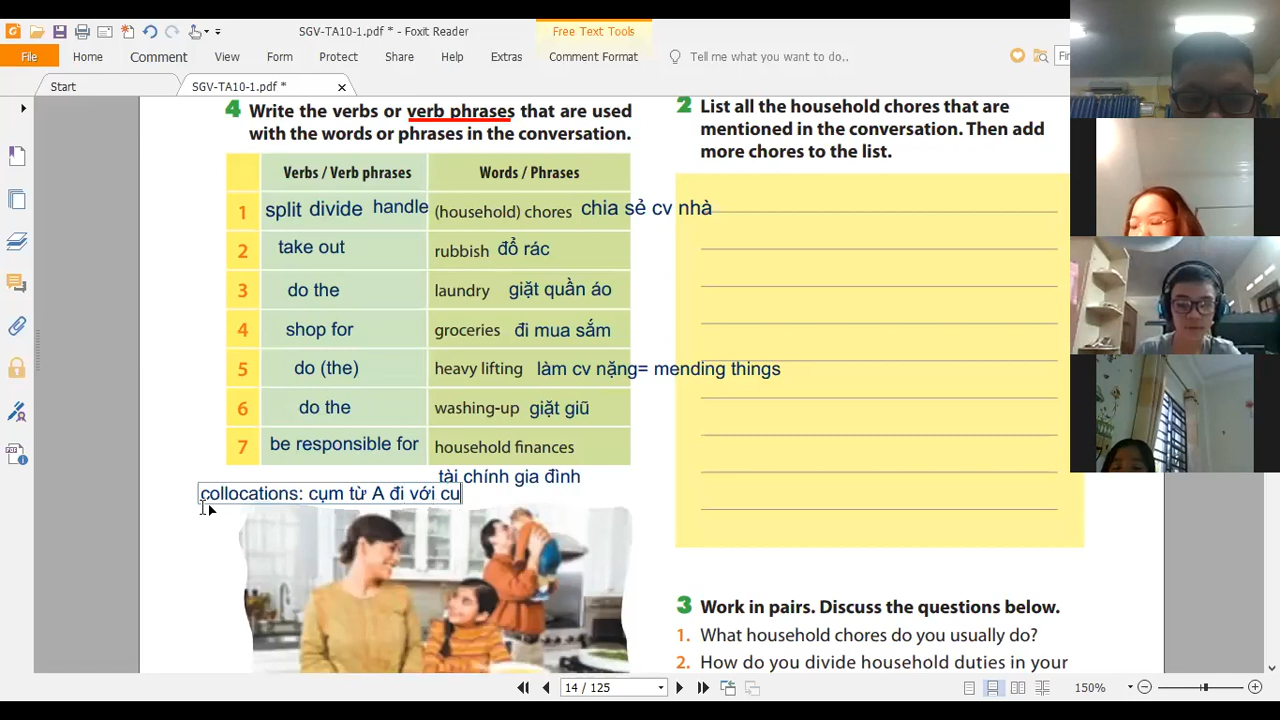 SGV-TA10-1.pdf * - Foxit Reader
Free Text Tools
File Home Comment View Form Protect Share Help Extras Comment Format Tell me what you want to do..
Start SGV-TA10-1.pdf *
4 Write the verbs or verb phrases that are used
with the words or phrases in the conversation.
Verbs / Verb phrases Words / Phrases
1 split divide handle (household) chores chia sẻ cv nhà
2 take out rubbish đổ rác
3 do the laundry giặt quần áo
4 shop for groceries đi mua sắm
5 do (the) heavy lifting làm cv nặng= mending things
6 do the washing-up giặt giũ
7 be responsible for household finances
tài chính gia đình
collocations: cụm từ A đi với cu
2 List all the household chores that are
mentioned in the conversation. Then add
more chores to the list.
3 Work in pairs. Discuss the questions below.
1. What household chores do you usually do?
2. How do you divide household duties in your
14 / 125
150%